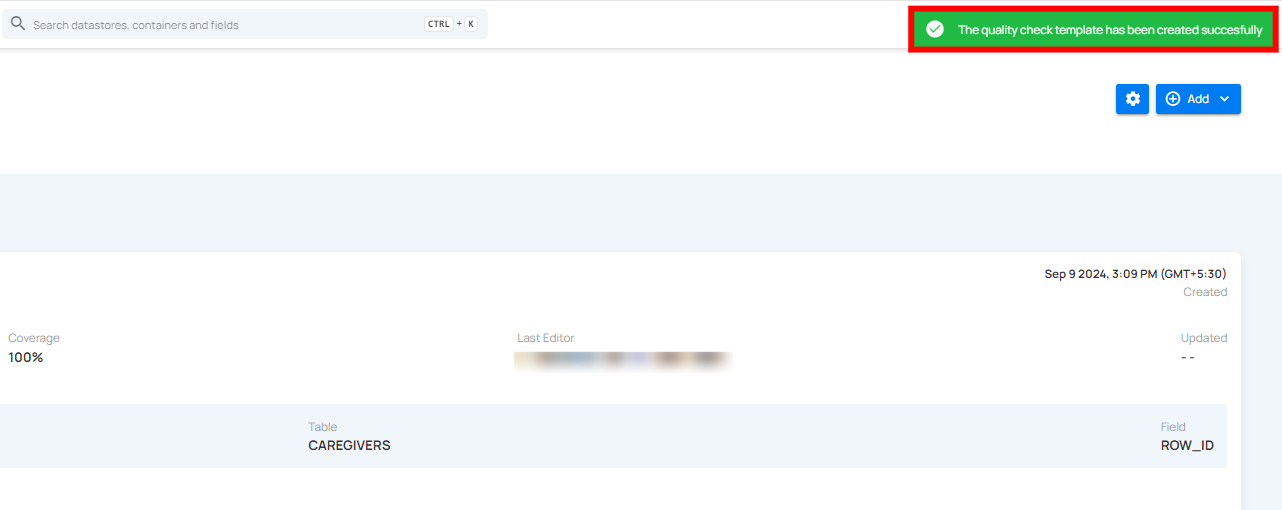 Search datastores, containers and fields CTRL + K
The quality check template has been created succesfully
Add
Sep 9 2024, 3:09 PM (GMT+5:30)
Created
Coverage Last Editor Updated
100% --
Table Field
CAREGIVERS ROW_ID